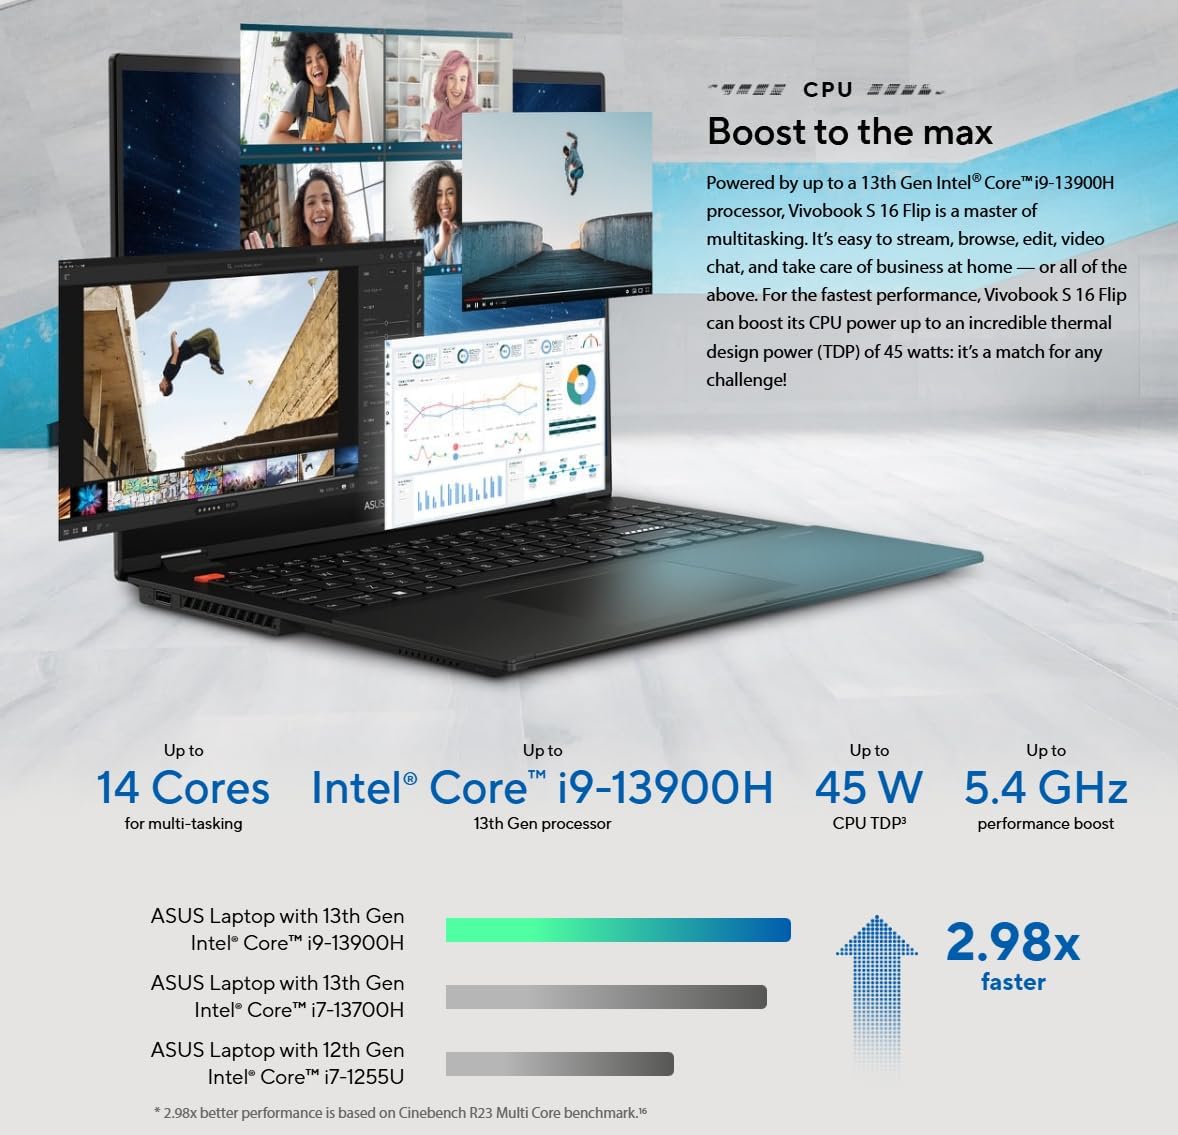 CPU
Boost to the max
Powered by up to a 13th Gen Intel® Core™ i9-13900H
processor, Vivobook S 16 Flip is a master of
multitasking. It’s easy to stream, browse, edit, video
chat, and take care of business at home — or all of the
above. For the fastest performance, Vivobook S 16 Flip
can boost its CPU power up to an incredible thermal
design power (TDP) of 45 watts: it’s a match for any
challenge!
ASUS
Up to
14 Cores
for multi-tasking
Up to
Intel® Core™ i9-13900H
13th Gen processor
Up to
45 W
CPU TDP³
Up to
5.4 GHz
performance boost
ASUS Laptop with 13th Gen
Intel® Core™ i9-13900H
ASUS Laptop with 13th Gen
Intel® Core™ i7-13700H
ASUS Laptop with 12th Gen
Intel® Core™ i7-1255U
2.98x
faster
* 2.98x better performance is based on Cinebench R23 Multi Core benchmark.¹⁶